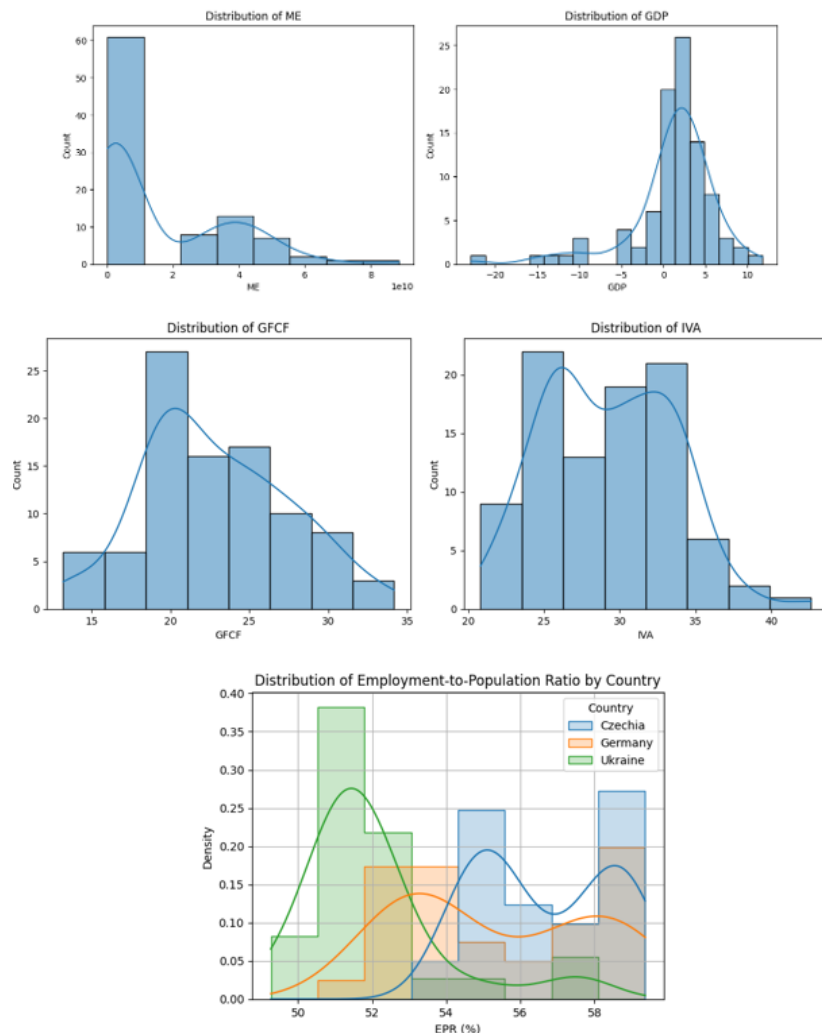 Distribution of ME
60
50
40
30
20
10
0
Count
0 2 4 6 8
1e10
ME
Distribution of GDP
25
20
15
10
5
0
Count
−20 −15 −10 −5 0 5 10
GDP
Distribution of GFCF
25
20
15
10
5
0
Count
15 20 25 30 35
GFCF
Distribution of IVA
20
15
10
5
0
Count
20 25 30 35 40
IVA
Distribution of Employment-to-Population Ratio by Country
0.40
0.35
0.30
0.25
0.20
0.15
0.10
0.05
0.00
Density
Country
Czechia
Germany
Ukraine
50 52 54 56 58
EPR (%)